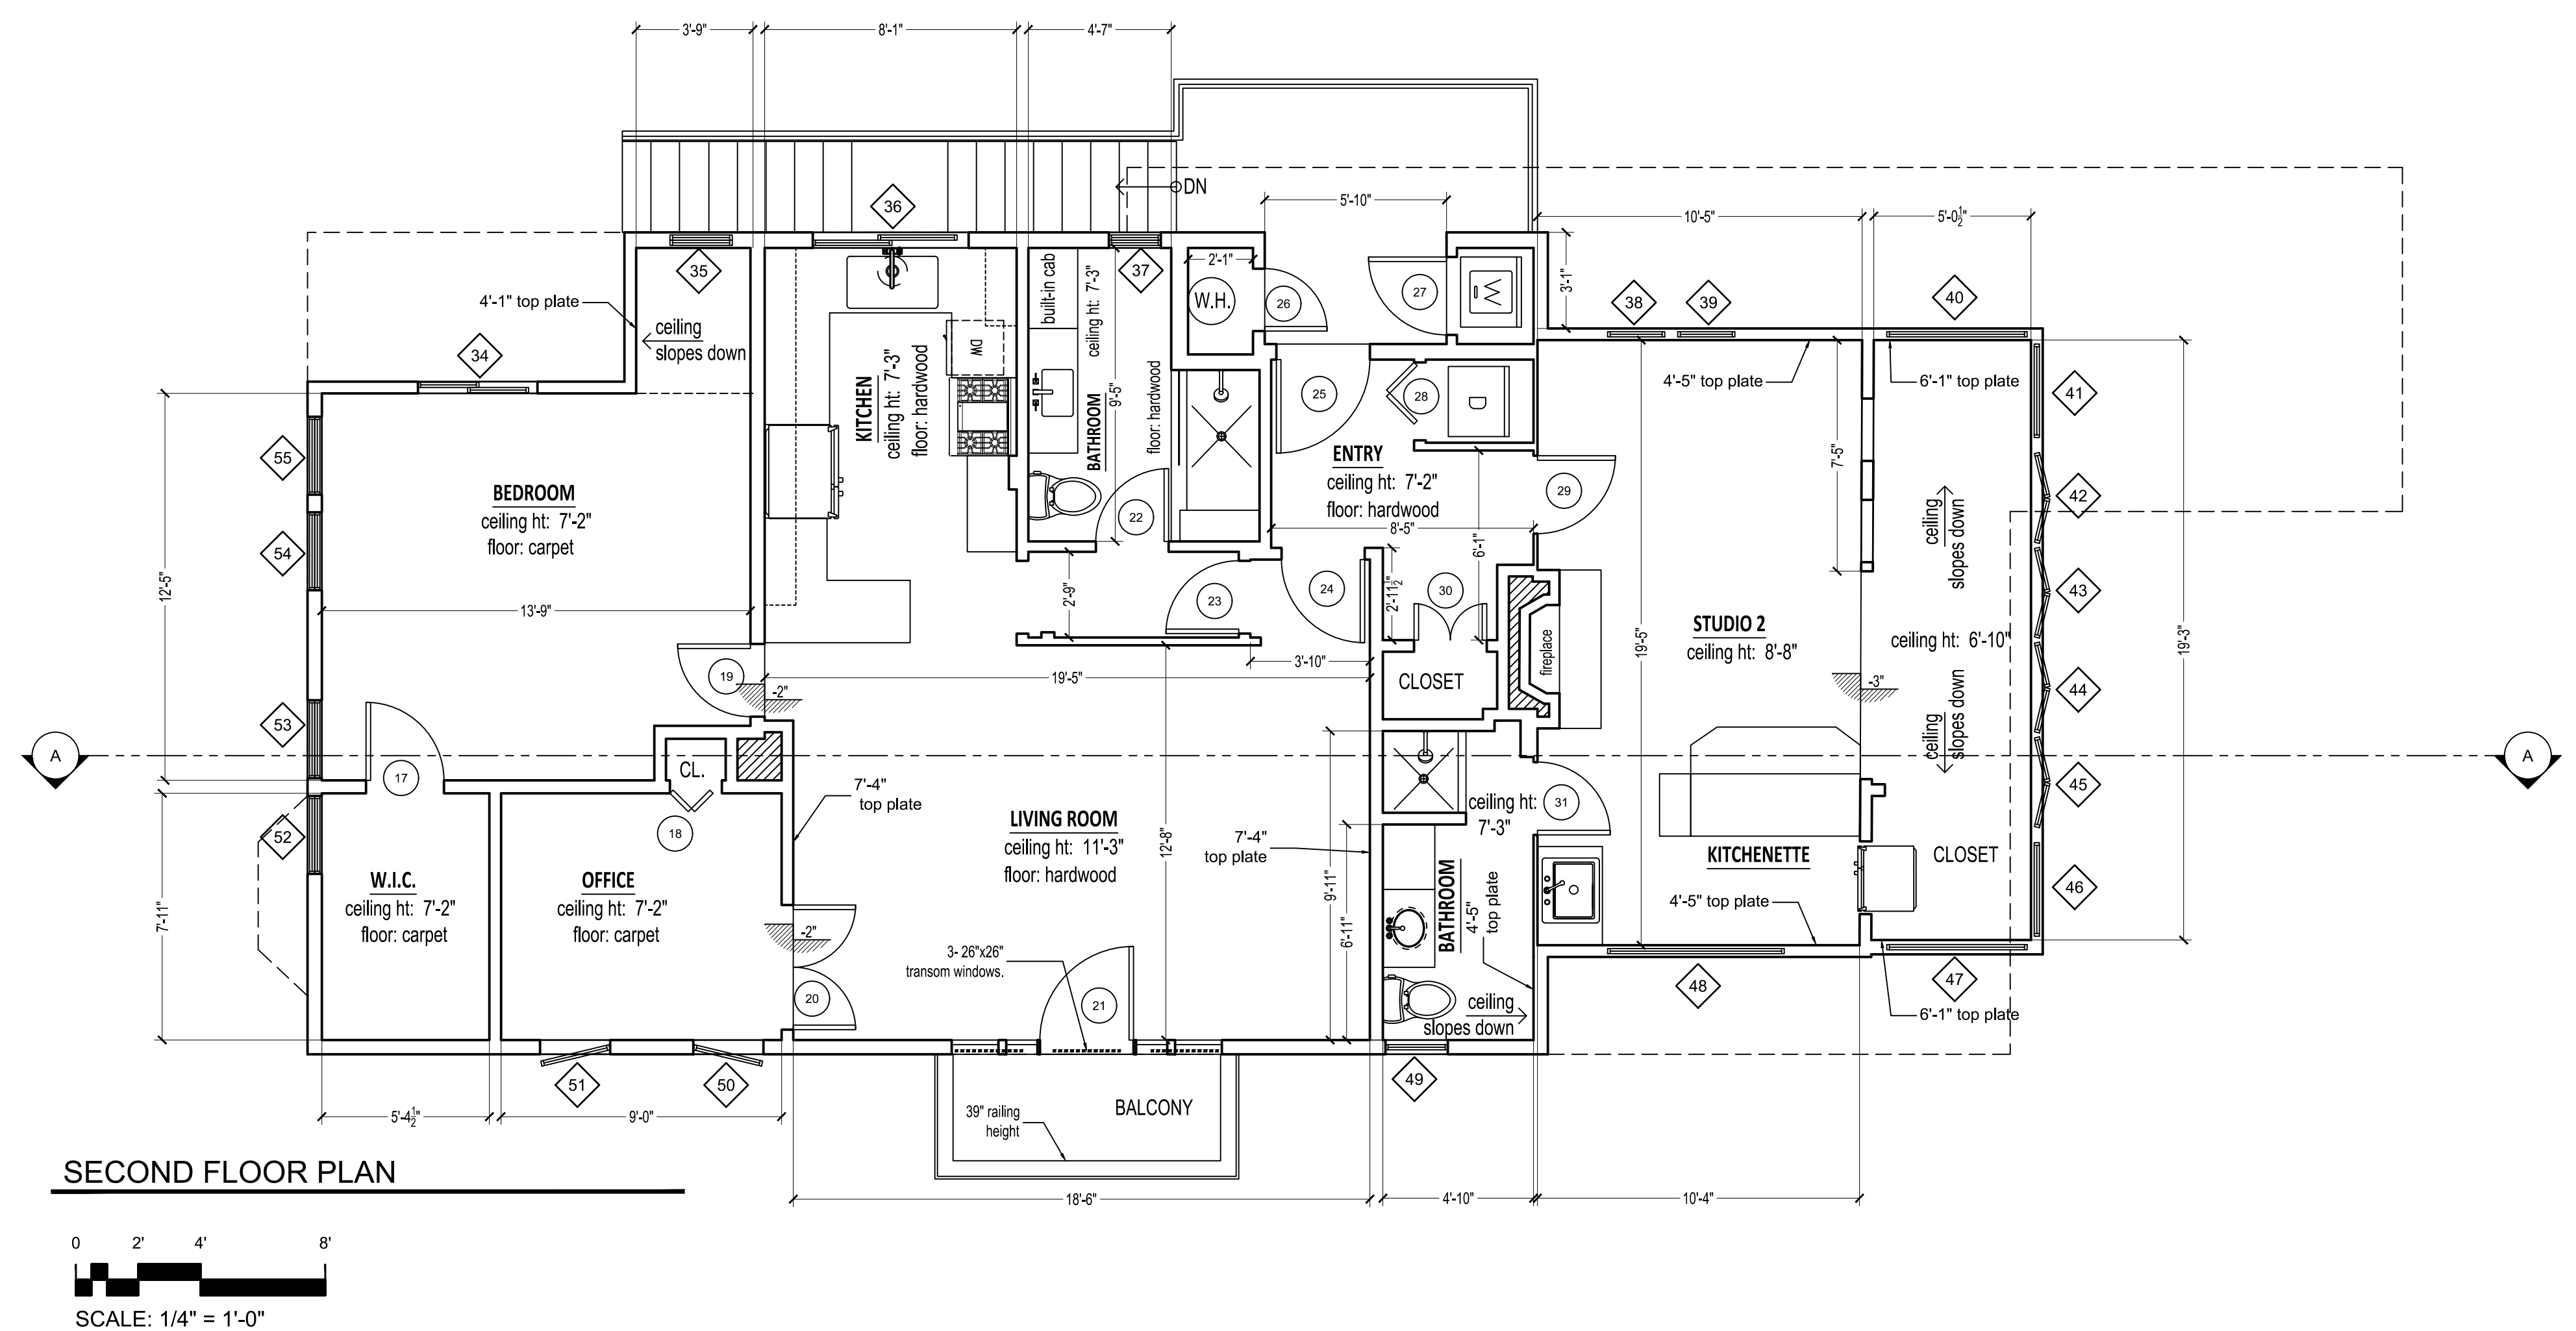 3'-9"
8'-1"
4'-7"
DN
36
5'-10"
10'-5"
5'-0½"
35
37
2'-1"
W.H.
26
27
W
3'-1"
38
39
40
4'-1" top plate
ceiling
slopes down
built-in cab
ceiling ht: 7'-3"
34
DW
KITCHEN
ceiling ht: 7'-3"
floor: hardwood
BATHROOM
9'-5"
floor: hardwood
25
28
D
4'-5" top plate
6'-1" top plate
41
55
BEDROOM
ceiling ht: 7'-2"
floor: carpet
22
ENTRY
ceiling ht: 7'-2"
floor: hardwood
8'-5"
29
7'-5"
ceiling
slopes down
42
54
12'-5"
13'-9"
2'-9"
23
24
2'-11½"
6'-1"
30
fireplace
19'-5"
STUDIO 2
ceiling ht: 8'-8"
ceiling ht: 6'-10"
43
19'-3"
19
-2"
19'-5"
3'-10"
CLOSET
-3"
44
53
A
17
CL.
ceiling
slopes down
A
45
52
18
7'-4"
top plate
LIVING ROOM
ceiling ht: 11'-3"
floor: hardwood
12'-8"
7'-4"
top plate
9'-11"
ceiling ht:
7'-3"
31
KITCHENETTE
CLOSET
46
7'-11"
W.I.C.
ceiling ht: 7'-2"
floor: carpet
OFFICE
ceiling ht: 7'-2"
floor: carpet
-2"
6'-11"
BATHROOM
4'-5"
top plate
4'-5" top plate
3- 26"x26"
transom windows.
20
21
ceiling
slopes down
48
47
6'-1" top plate
51
50
49
5'-4½"
9'-0"
39" railing
height
BALCONY
18'-6"
4'-10"
10'-4"
SECOND FLOOR PLAN
0 2' 4' 8'
SCALE: 1/4" = 1'-0"